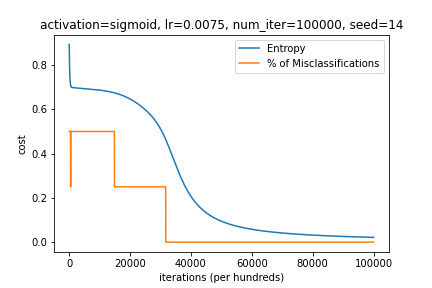 activation=sigmoid, lr=0.0075, num_iter=100000, seed=14
Entropy
% of Misclassifications
cost
0.8
0.6
0.4
0.2
0.0
0 20000 40000 60000 80000 100000
iterations (per hundreds)